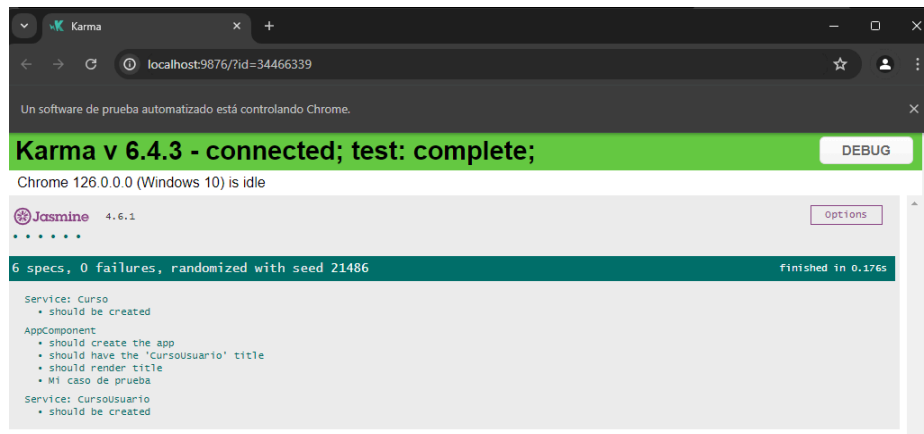 Karma
localhost:9876/?id=34466339
Un software de prueba automatizado está controlando Chrome.
Karma v 6.4.3 - connected; test: complete;
DEBUG
Chrome 126.0.0.0 (Windows 10) is idle
Jasmine 4.6.1
Options
6 specs, 0 failures, randomized with seed 21486
finished in 0.176s
Service: Curso
• should be created
AppComponent
• should create the app
• should have the 'CursoUsuario' title
• should render title
• Mi caso de prueba
Service: CursoUsuario
• should be created